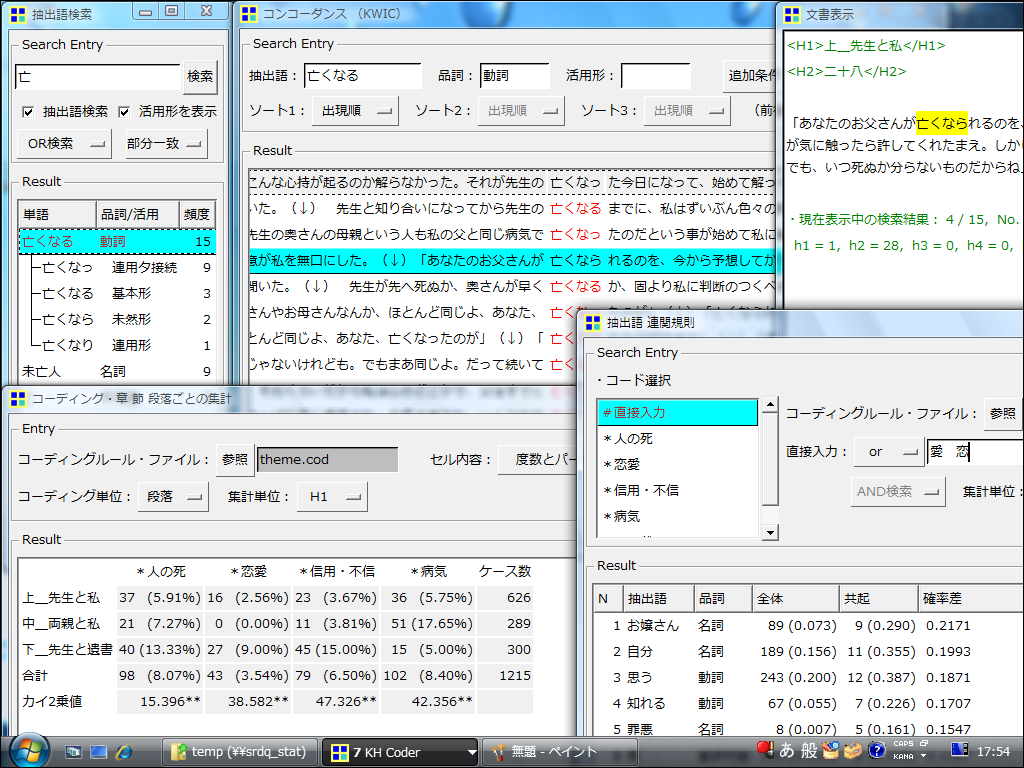 抽出語検索
Search Entry
亡
検索
抽出語検索 活用形を表示
OR検索 部分一致
Result
単語 品詞/活用 頻度
亡くなる 動詞 15
亡くなっ 連用タ接続 9
亡くなる 基本形 3
亡くなら 未然形 2
亡くなり 連用形 1
未亡人 名詞 9
コンコーダンス (KWIC)
Search Entry
抽出語: 亡くなる 品詞: 動詞 活用形: 追加条件
ソート1: 出現順 ソート2: 出現順 ソート3: 出現順 (前後
Result
こんな心持が起るのか解らなかった。それが先生の 亡くなっ た今日になって、始めて解っ
いた。(↓) 先生と知り合いになってから先生の 亡くなる までに、私はずいぶん色々の
先生の奥さんの母親という人も私の父と同じ病気で 亡くなっ たのだという事が始めて私に
意が私を無口にした。(↓)「あなたのお父さんが 亡くなら れるのを、今から予想してか
聞いた。(↓) 先生が先へ死ぬか、奥さんが早く 亡くなる か、固より私に判断のつくべ
さんやお母さんなんか、ほとんど同じよ、あなた、
とんど同じよ、あなた、亡くなったのが」(↓)「
じゃないけれども。でもまあ同じよ。だって続いて
文書表示
<H1>上__先生と私</H1>
<H2>二十八</H2>
「あなたのお父さんが亡くなられるのを、
が気に触ったら許してくれたまえ。しかし
でも、いつ死ぬか分らないものだからね」
・現在表示中の検索結果: 4 / 15, No.
h1 = 1, h2 = 28, h3 = 0, h4 = 0,
コーディング・章 節 段落ごとの集計
Entry
コーディングルール・ファイル: 参照 theme.cod セル内容: 度数とパー
コーディング単位: 段落 集計単位: H1
Result
*人の死 *恋愛 *信用・不信 *病気 ケース数
上__先生と私 37 (5.91%) 16 (2.56%) 23 (3.67%) 36 (5.75%) 626
中__両親と私 21 (7.27%) 0 (0.00%) 11 (3.81%) 51 (17.65%) 289
下__先生と遺書 40 (13.33%) 27 (9.00%) 45 (15.00%) 15 (5.00%) 300
合計 98 (8.07%) 43 (3.54%) 79 (6.50%) 102 (8.40%) 1215
カイ2乗値 15.396** 38.582** 47.326** 42.356**
抽出語 連関規則
Search Entry
・コード選択
#直接入力
*人の死
*恋愛
*信用・不信
*病気
コーディングルール・ファイル: 参照
直接入力: or 愛 恋
AND検索 集計単位:
Result
N 抽出語 品詞 全体 共起 確率差
1 お嬢さん 名詞 89 (0.073) 9 (0.290) 0.2171
2 自分 名詞 189 (0.156) 11 (0.355) 0.1993
3 思う 動詞 243 (0.200) 12 (0.387) 0.1871
4 知れる 動詞 67 (0.055) 7 (0.226) 0.1707
5 罪悪 名詞 8 (0.007) 5 (0.161) 0.1547
temp (¥¥srdq_stat) 7 KH Coder 無題 - ペイント あ 般 CAPS KANA 17:54